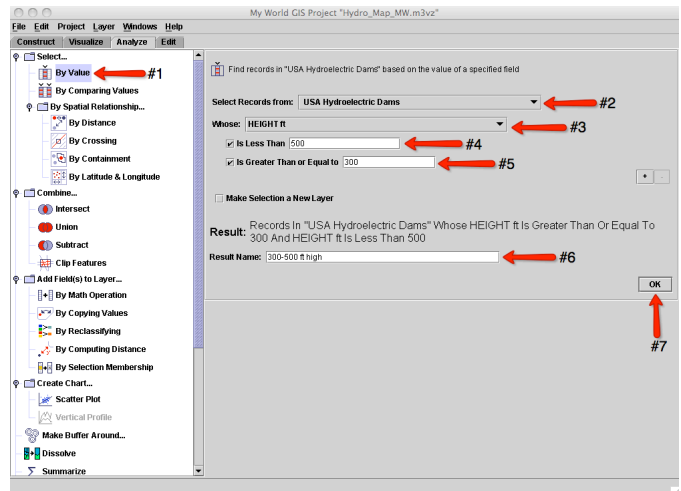 My World GIS Project "Hydro_Map_MW.m3vz"
File Edit Project Layer Windows Help
Construct Visualize Analyze Edit
Select...
By Value
#1
By Comparing Values
By Spatial Relationship...
By Distance
By Crossing
By Containment
By Latitude & Longitude
Combine...
Intersect
Union
Subtract
Clip Features
Add Field(s) to Layer...
By Math Operation
By Copying Values
By Reclassifying
By Computing Distance
By Selection Membership
Create Chart...
Scatter Plot
Vertical Profile
Make Buffer Around...
Dissolve
Summarize
Find records in "USA Hydroelectric Dams" based on the value of a specified field
Select Records from: USA Hydroelectric Dams
#2
Whose: HEIGHT ft
#3
Is Less Than 500
#4
Is Greater Than or Equal to 300
#5
+ -
Make Selection a New Layer
Result: Records In "USA Hydroelectric Dams" Whose HEIGHT ft Is Greater Than Or Equal To
300 And HEIGHT ft Is Less Than 500
Result Name: 300-500 ft high
#6
OK
#7